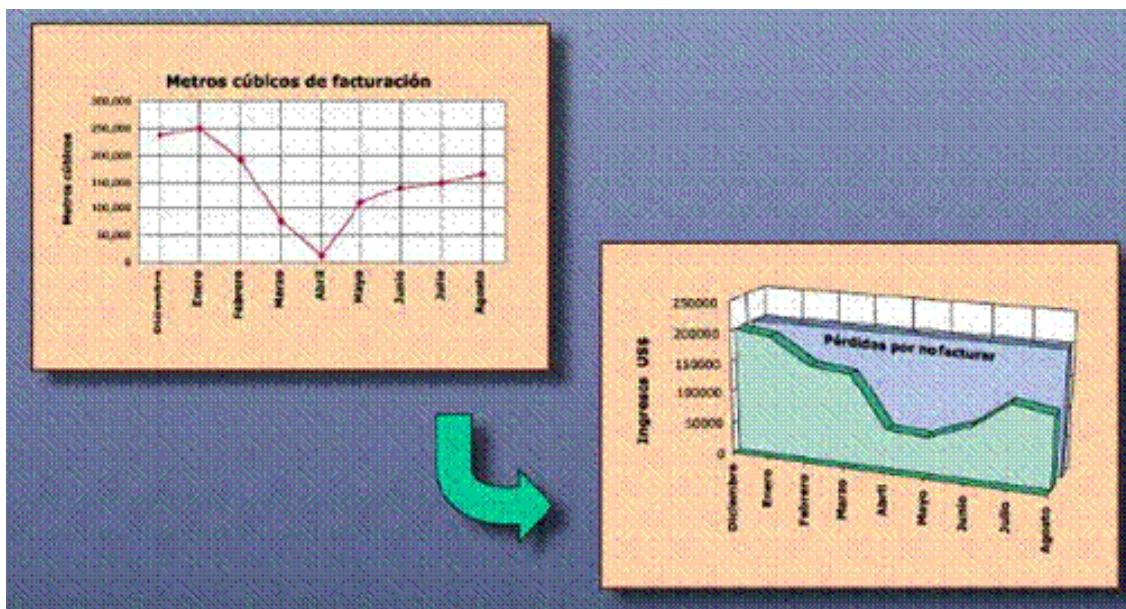 Metros cúbicos de facturación
Metros cúbicos
300,000
250,000
200,000
150,000
100,000
50,000
0
Diciembre
Enero
Febrero
Marzo
Abril
Mayo
Junio
Julio
Agosto
Pérdidas por no facturar
Ingresos US$
250000
200000
150000
100000
50000
0
Diciembre
Enero
Febrero
Marzo
Abril
Mayo
Junio
Julio
Agosto